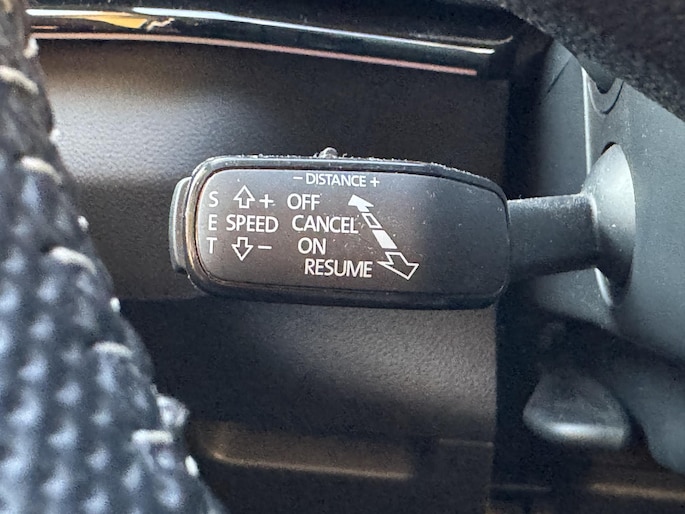 - DISTANCE +
S + OFF
E SPEED CANCEL
T - ON
RESUME